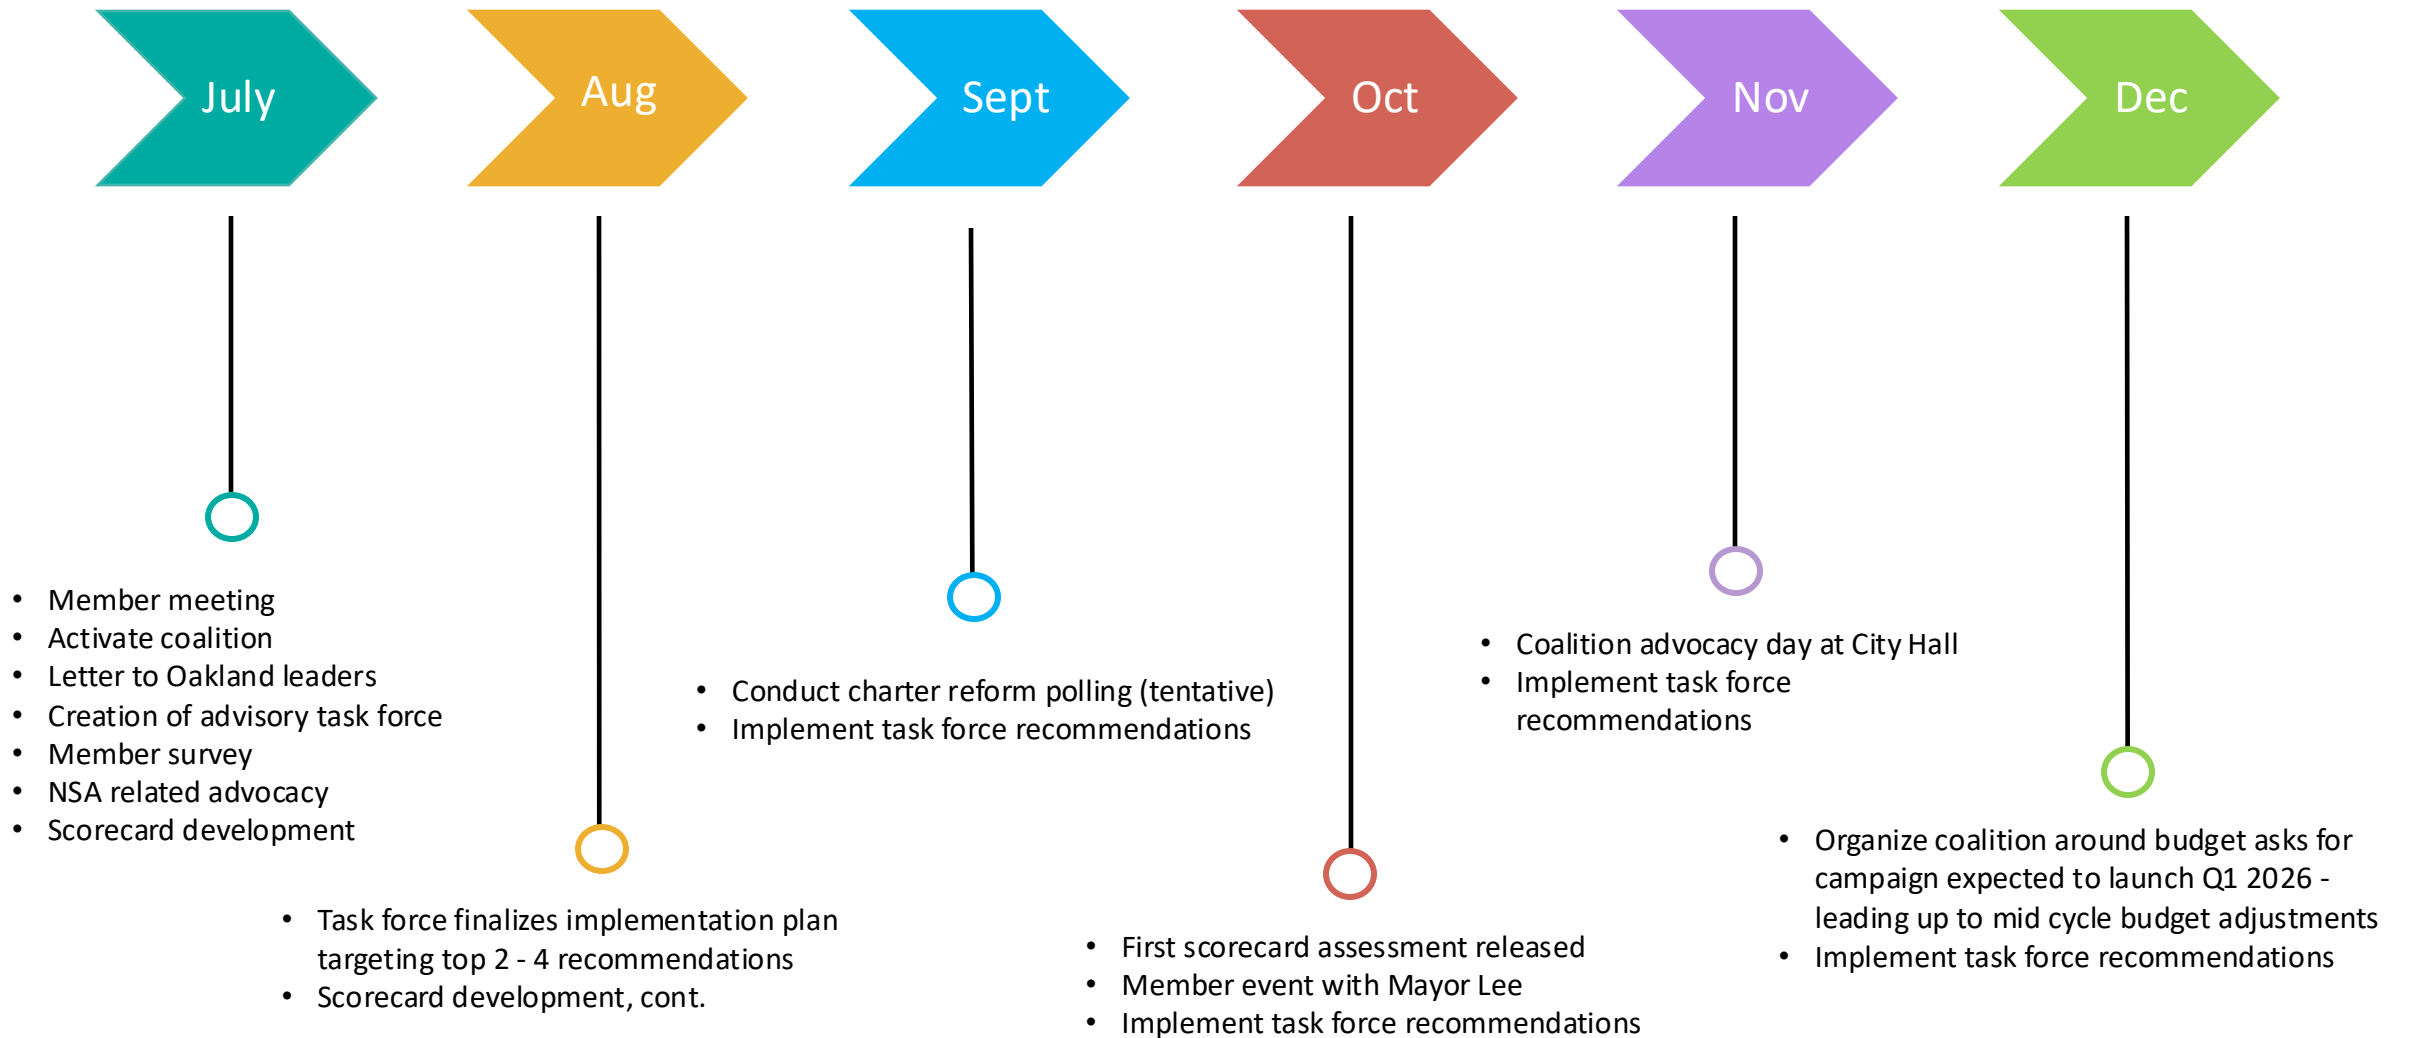 July
Aug
Sept
Oct
Nov
Dec
• Member meeting
• Activate coalition
• Letter to Oakland leaders
• Creation of advisory task force
• Member survey
• NSA related advocacy
• Scorecard development
• Task force finalizes implementation plan
targeting top 2 - 4 recommendations
• Scorecard development, cont.
• Conduct charter reform polling (tentative)
• Implement task force recommendations
• First scorecard assessment released
• Member event with Mayor Lee
• Implement task force recommendations
• Coalition advocacy day at City Hall
• Implement task force
recommendations
• Organize coalition around budget asks for
campaign expected to launch Q1 2026 -
leading up to mid cycle budget adjustments
• Implement task force recommendations